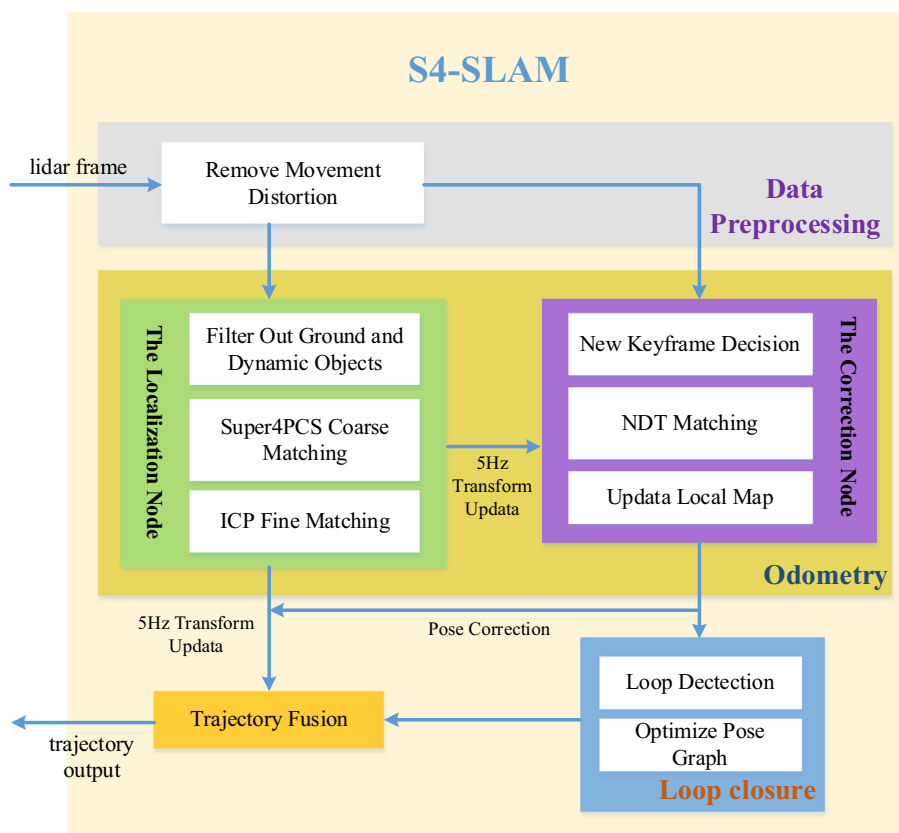 S4-SLAM
lidar frame
Remove Movement
Distortion
Data
Preprocessing
The Localization Node
Filter Out Ground and
Dynamic Objects
Super4PCS Coarse
Matching
ICP Fine Matching
5Hz
Transform
Updata
New Keyframe Decision
NDT Matching
Updata Local Map
The Correction Node
Odometry
5Hz Transform
Updata
Pose Correction
Loop Dectection
Optimize Pose
Graph
Loop closure
Trajectory Fusion
trajectory
output